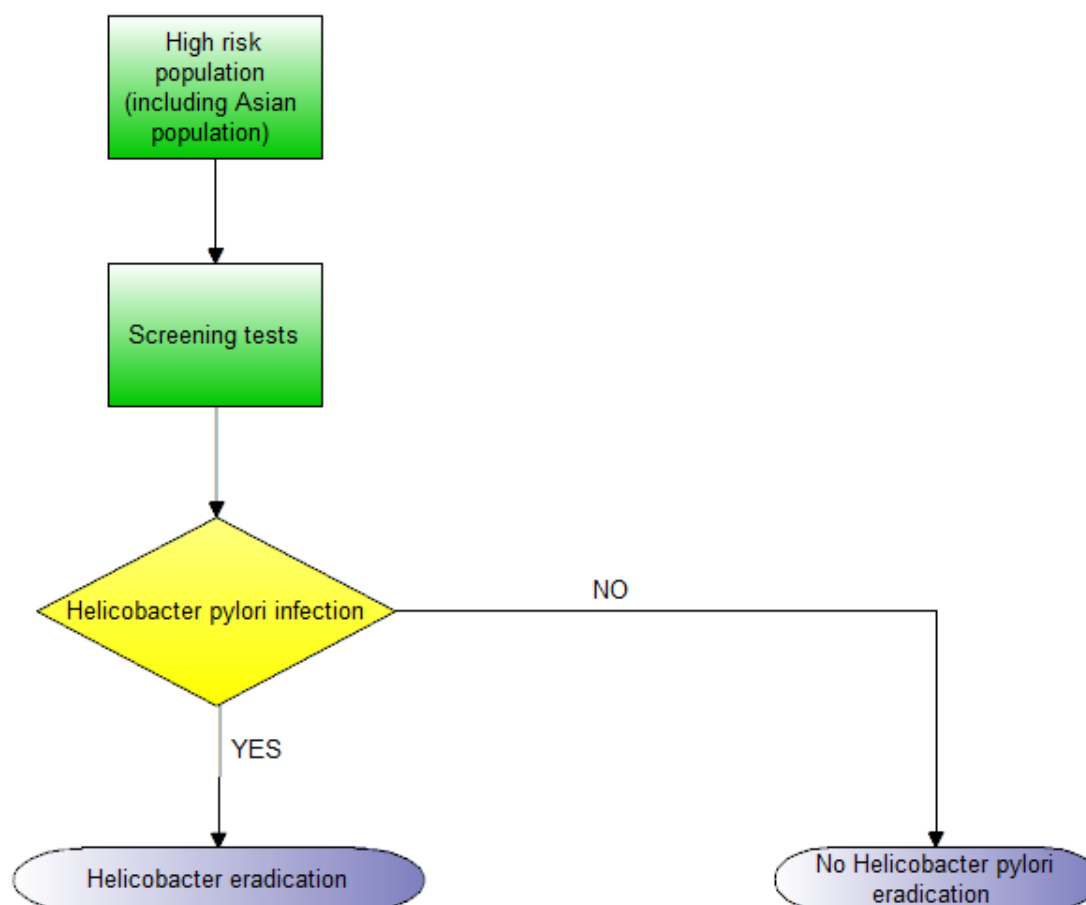 High risk
population
(including Asian
population)
Screening tests
Helicobacter pylori infection
NO
YES
Helicobacter eradication
No Helicobacter pylori
eradication